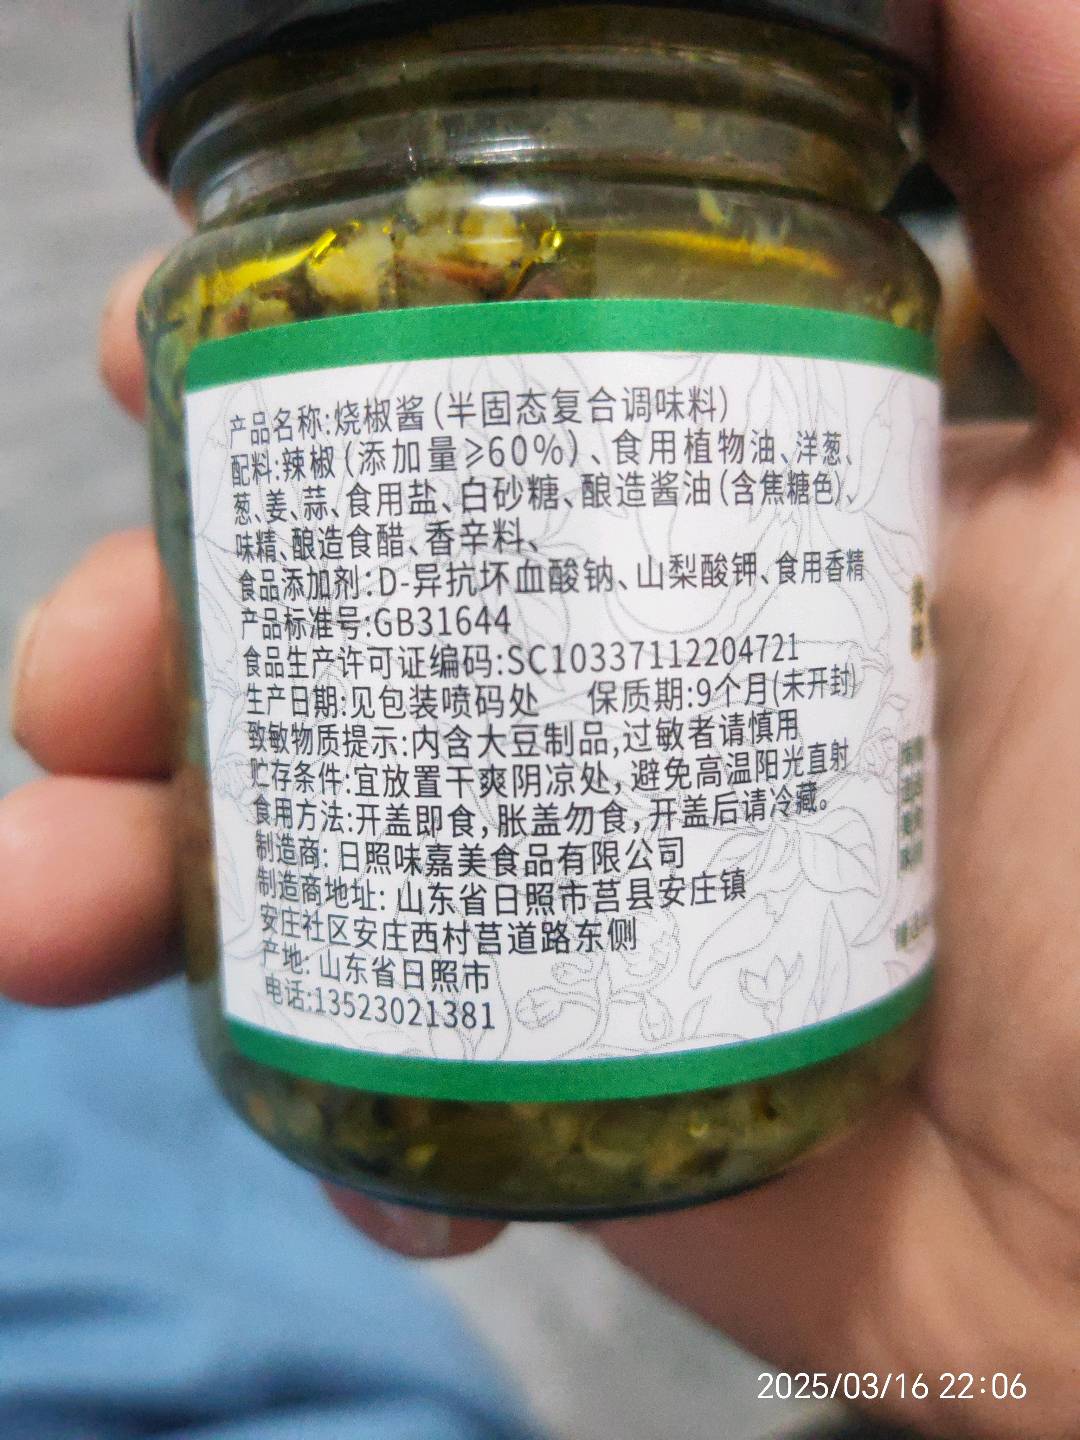 产品名称:烧椒酱(半固态复合调味料)
配料:辣椒(添加量≥60%)、食用植物油、洋葱、
葱、姜、蒜、食用盐、白砂糖、酿造酱油(含焦糖色)、
味精、酿造食醋、香辛料、
食品添加剂:D-异抗坏血酸钠、山梨酸钾、食用香精
产品标准号:GB31644
食品生产许可证编码:SC10337112204721
生产日期:见包装喷码处 保质期:9个月(未开封)
致敏物质提示:内含大豆制品,过敏者请慎用
贮存条件:宜放置干爽阴凉处,避免高温阳光直射
食用方法:开盖即食,胀盖勿食,开盖后请冷藏。
制造商:日照味嘉美食品有限公司
制造商地址:山东省日照市莒县安庄镇
安庄社区安庄西村莒道路东侧
产地:山东省日照市
电话:13523021381
2025/03/16 22:06